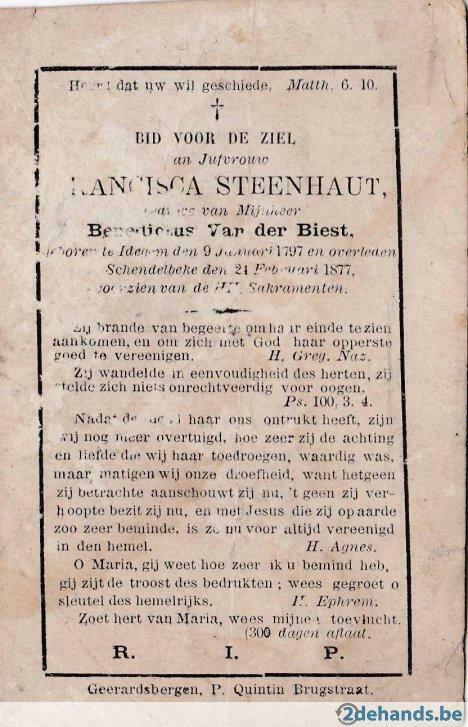 dat uw wil geschiede. Matth. 6. 10.
BID VOOR DE ZIEL
an Jufvrouw
RANCISCA STEENHAUT,
van Mijnheer
Benedictus Van der Biest,
te Idegem den 9 Januari 1797 en overleden
Schendelbeke den 21 Februari 1877,
voorzien van de HH. Sakramenten.
Zij brande van begeerte om haar einde te zien
aankomen, en om zich met God haar opperste
goed te vereenigen. H. Greg. Naz.
Zij wandelde in eenvoudigheid des herten, zij
stelde zich niets onrechtveerdig voor oogen.
Ps. 100, 3. 4.
Nadat de haar ons ontrukt heeft, zijn
wij nog meer overtuigd, hoe zeer zij de achting
en liefde die wij haar toedroegen, waardig was,
maar matigen wij onze droefheid, want hetgeen
zij betrachte aanschouwt zij nu, 't geen zij ver-
hoopte bezit zij nu, en met Jesus die zij op aarde
zoo zeer beminde, is ze nu voor altijd vereenigd
in den hemel. H. Agnes.
O Maria, gij weet hoe zeer ik u bemind heb,
gij zijt de troost des bedrukten ; wees gegroet o
sleutel des hemelrijks. H. Ephrem.
Zoet hert van Maria, wees mijne toevlucht.
(300 dagen aflaat.
R. I. P.
Geerardsbergen, P. Quintin Brugstraat.
2dehands.be